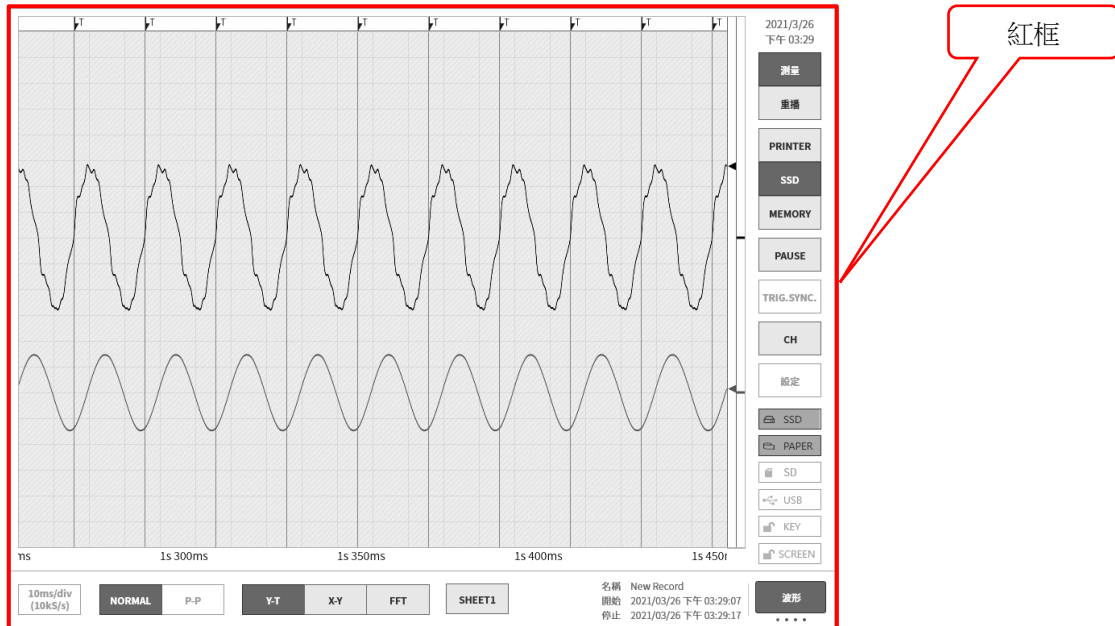 紅框
T T T T T T T T T T
2021/3/26
下午 03:29
測量
重播
PRINTER
SSD
MEMORY
PAUSE
TRIG.SYNC.
CH
設定
SSD
PAPER
SD
USB
KEY
SCREEN
ms 1s 300ms 1s 350ms 1s 400ms 1s 450r
10ms/div
(10kS/s)
NORMAL P-P Y-T X-Y FFT SHEET1
名稱 New Record
開始 2021/03/26 下午 03:29:07
停止 2021/03/26 下午 03:29:17
波形